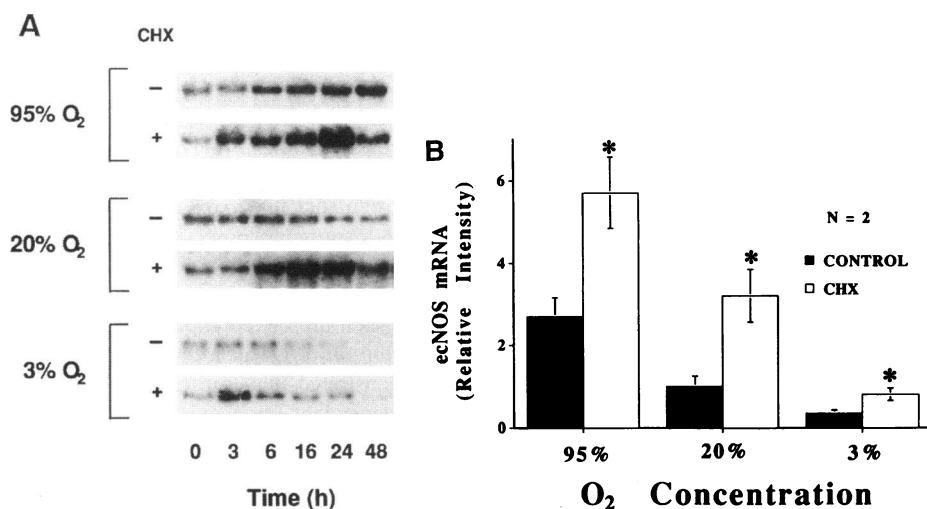 A
CHX
95% O₂
−
+
20% O₂
−
+
3% O₂
−
+
0 3 6 16 24 48
Time (h)
B
ecNOS mRNA
(Relative Intensity)
6
4
2
0
*
*
*
N = 2
CONTROL
CHX
95% 20% 3%
O₂ Concentration